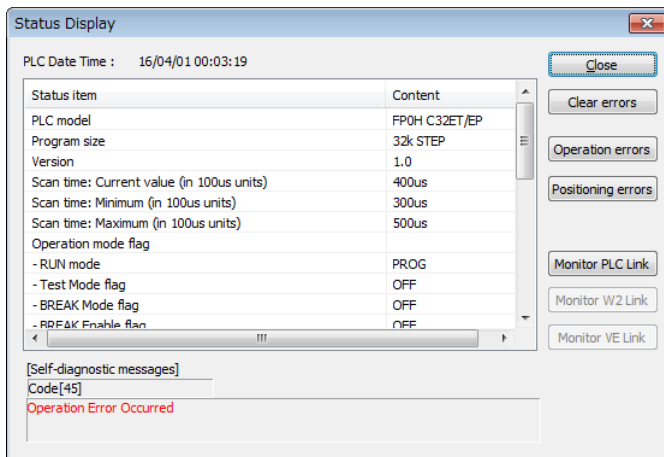 Status Display
PLC Date Time : 16/04/01 00:03:19
Close
Clear errors
Operation errors
Positioning errors
Monitor PLC Link
Monitor W2 Link
Monitor VE Link
Status item Content
PLC model FP0H C32ET/EP
Program size 32k STEP
Version 1.0
Scan time: Current value (in 100us units) 400us
Scan time: Minimum (in 100us units) 300us
Scan time: Maximum (in 100us units) 500us
Operation mode flag
- RUN mode PROG
- Test Mode flag OFF
- BREAK Mode flag OFF
- BREAK Enable flag OFF
[Self-diagnostic messages]
Code[45]
Operation Error Occurred